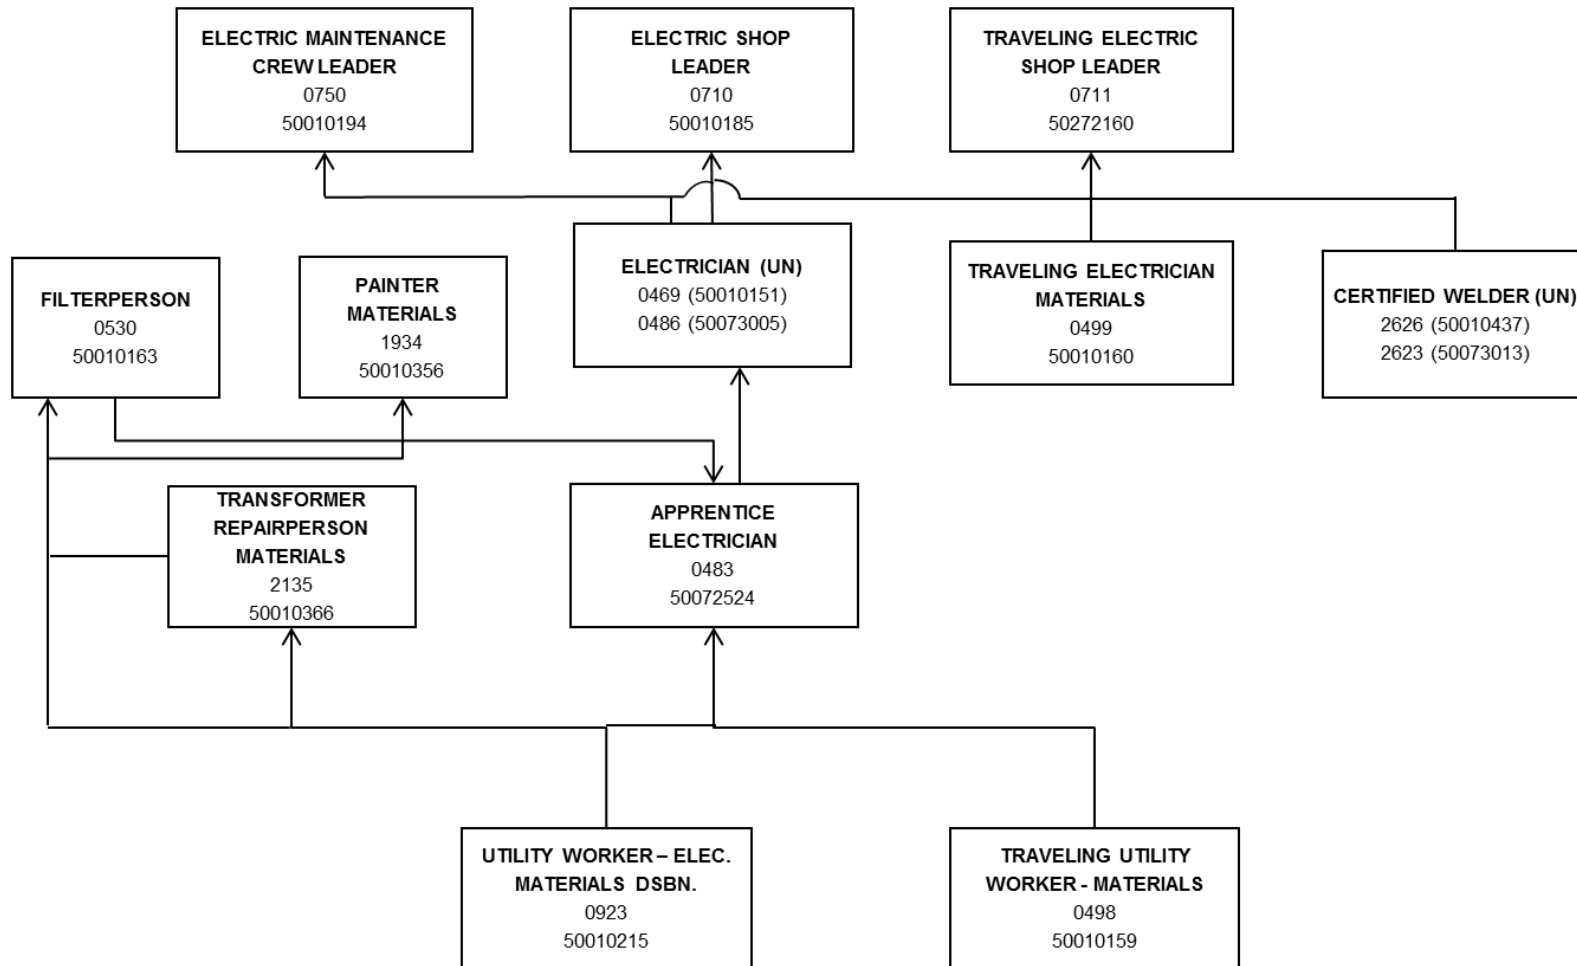 ELECTRIC MAINTENANCE
CREW LEADER
0750
50010194
ELECTRIC SHOP
LEADER
0710
50010185
TRAVELING ELECTRIC
SHOP LEADER
0711
50272160
FILTERPERSON
0530
50010163
PAINTER
MATERIALS
1934
50010356
ELECTRICIAN (UN)
0469 (50010151)
0486 (50073005)
TRAVELING ELECTRICIAN
MATERIALS
0499
50010160
CERTIFIED WELDER (UN)
2626 (50010437)
2623 (50073013)
TRANSFORMER
REPAIRPERSON
MATERIALS
2135
50010366
APPRENTICE
ELECTRICIAN
0483
50072524
UTILITY WORKER – ELEC.
MATERIALS DSBN.
0923
50010215
TRAVELING UTILITY
WORKER - MATERIALS
0498
50010159